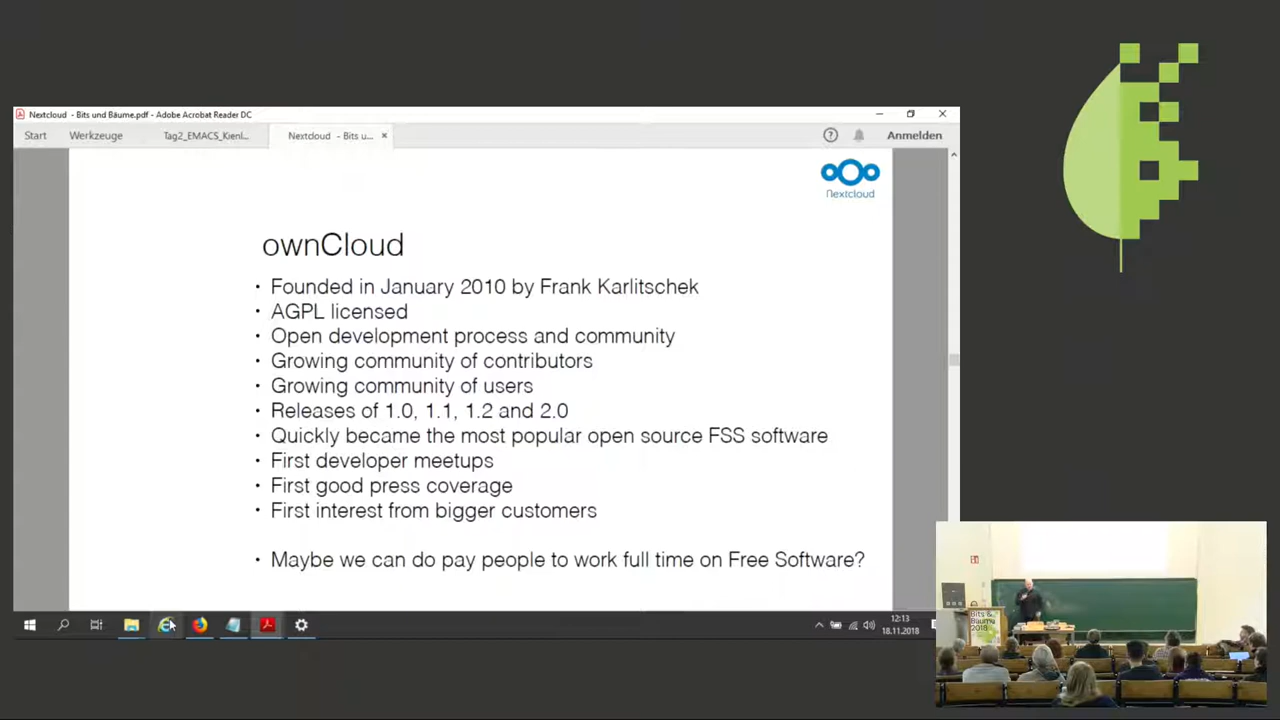 Nextcloud - Bits und Bäume.pdf - Adobe Acrobat Reader DC
Start Werkzeuge Tag2_EMACS_Kienl... Nextcloud - Bits u... Anmelden
Nextcloud
ownCloud
• Founded in January 2010 by Frank Karlitschek
• AGPL licensed
• Open development process and community
• Growing community of contributors
• Growing community of users
• Releases of 1.0, 1.1, 1.2 and 2.0
• Quickly became the most popular open source FSS software
• First developer meetups
• First good press coverage
• First interest from bigger customers
• Maybe we can do pay people to work full time on Free Software?
12:13
18.11.2018
Bits &
Bäume
2018